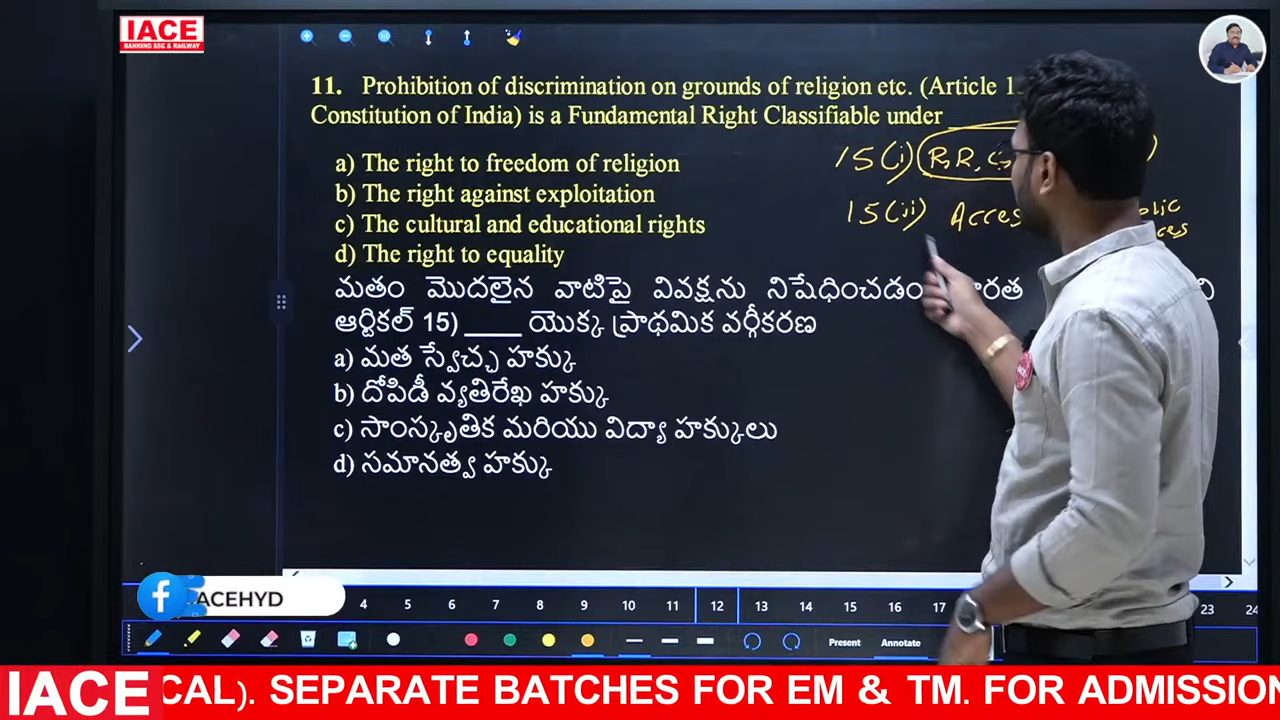 IACE
BANKING SSC & RAILWAY
11. Prohibition of discrimination on grounds of religion etc. (Article 1
Constitution of India) is a Fundamental Right Classifiable under
a) The right to freedom of religion
b) The right against exploitation
c) The cultural and educational rights
d) The right to equality
15(i) R, R, C,
15(ii) Acces
మతం మొదలైన వాటిపై వివక్షను నిషేధించడం
ఆర్టికల్ 15) ____ యొక్క ప్రాథమిక వర్గీకరణ
a) మత స్వేచ్ఛ హక్కు
b) దోపిడీ వ్యతిరేఖ హక్కు
c) సాంస్కృతిక మరియు విద్యా హక్కులు
d) సమానత్వ హక్కు
f ACEHYD
4 5 6 7 8 9 10 11 12 13 14 15 16 17 23 24
Present Annotate
IACE CAL). SEPARATE BATCHES FOR EM & TM. FOR ADMISSION